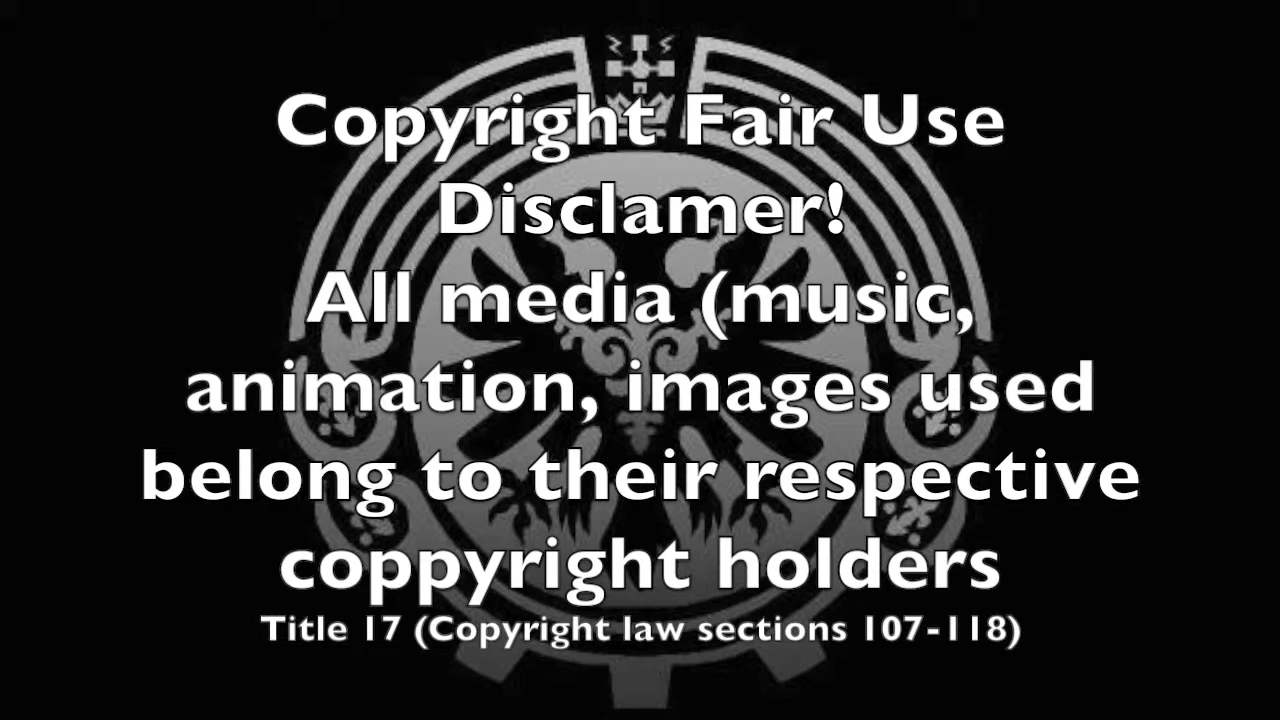 Copyright Fair Use
Disclamer!
All media (music,
animation, images used
belong to their respective
coppyright holders
Title 17 (Copyright law sections 107-118)